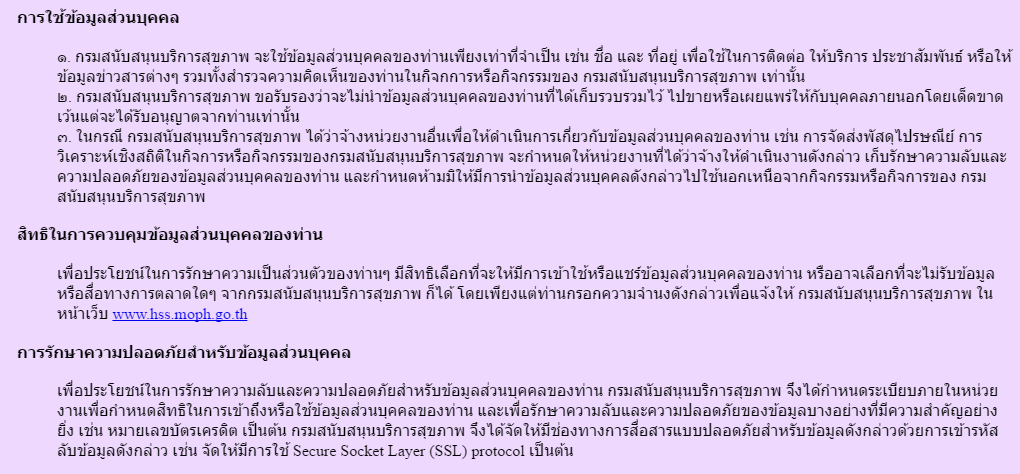 การใช้ข้อมูลส่วนบุคคล
๑. กรมสนับสนุนบริการสุขภาพ จะใช้ข้อมูลส่วนบุคคลของท่านเพียงเท่าที่จำเป็น เช่น ชื่อ และ ที่อยู่ เพื่อใช้ในการติดต่อ ให้บริการ ประชาสัมพันธ์ หรือให้
ข้อมูลข่าวสารต่างๆ รวมทั้งสำรวจความคิดเห็นของท่านในกิจกการหรือกิจกรรมของ กรมสนับสนุนบริการสุขภาพ เท่านั้น
๒. กรมสนับสนุนบริการสุขภาพ ขอรับรองว่าจะไม่นำข้อมูลส่วนบุคคลของท่านที่ได้เก็บรวบรวมไว้ ไปขายหรือเผยแพร่ให้กับบุคคลภายนอกโดยเด็ดขาด
เว้นแต่จะได้รับอนุญาตจากท่านเท่านั้น
๓. ในกรณี กรมสนับสนุนบริการสุขภาพ ได้ว่าจ้างหน่วยงานอื่นเพื่อให้ดำเนินการเกี่ยวกับข้อมูลส่วนบุคคลของท่าน เช่น การจัดส่งพัสดุไปรษณีย์ การ
วิเคราะห์เชิงสถิติในกิจการหรือกิจกรรมของกรมสนับสนุนบริการสุขภาพ จะกำหนดให้หน่วยงานที่ได้ว่าจ้างให้ดำเนินงานดังกล่าว เก็บรักษาความลับและ
ความปลอดภัยของข้อมูลส่วนบุคคลของท่าน และกำหนดห้ามมิให้มีการนำข้อมูลส่วนบุคคลดังกล่าวไปใช้นอกเหนือจากกิจกรรมหรือกิจการของ กรม
สนับสนุนบริการสุขภาพ
สิทธิในการควบคุมข้อมูลส่วนบุคคลของท่าน
เพื่อประโยชน์ในการรักษาความเป็นส่วนตัวของท่านๆ มีสิทธิเลือกที่จะให้มีการเข้าใช้หรือแชร์ข้อมูลส่วนบุคคลของท่าน หรืออาจเลือกที่จะไม่รับข้อมูล
หรือสื่อทางการตลาดใดๆ จากกรมสนับสนุนบริการสุขภาพ ก็ได้ โดยเพียงแต่ท่านกรอกความจำนงดังกล่าวเพื่อแจ้งให้ กรมสนับสนุนบริการสุขภาพ ใน
หน้าเว็บ www.hss.moph.go.th
การรักษาความปลอดภัยสำหรับข้อมูลส่วนบุคคล
เพื่อประโยชน์ในการรักษาความลับและความปลอดภัยสำหรับข้อมูลส่วนบุคคลของท่าน กรมสนับสนุนบริการสุขภาพ จึงได้กำหนดระเบียบภายในหน่วย
งานเพื่อกำหนดสิทธิในการเข้าถึงหรือใช้ข้อมูลส่วนบุคคลของท่าน และเพื่อรักษาความลับและความปลอดภัยของข้อมูลบางอย่างที่มีความสำคัญอย่าง
ยิ่ง เช่น หมายเลขบัตรเครดิต เป็นต้น กรมสนับสนุนบริการสุขภาพ จึงได้จัดให้มีช่องทางการสื่อสารแบบปลอดภัยสำหรับข้อมูลดังกล่าวด้วยการเข้ารหัส
ลับข้อมูลดังกล่าว เช่น จัดให้มีการใช้ Secure Socket Layer (SSL) protocol เป็นต้น